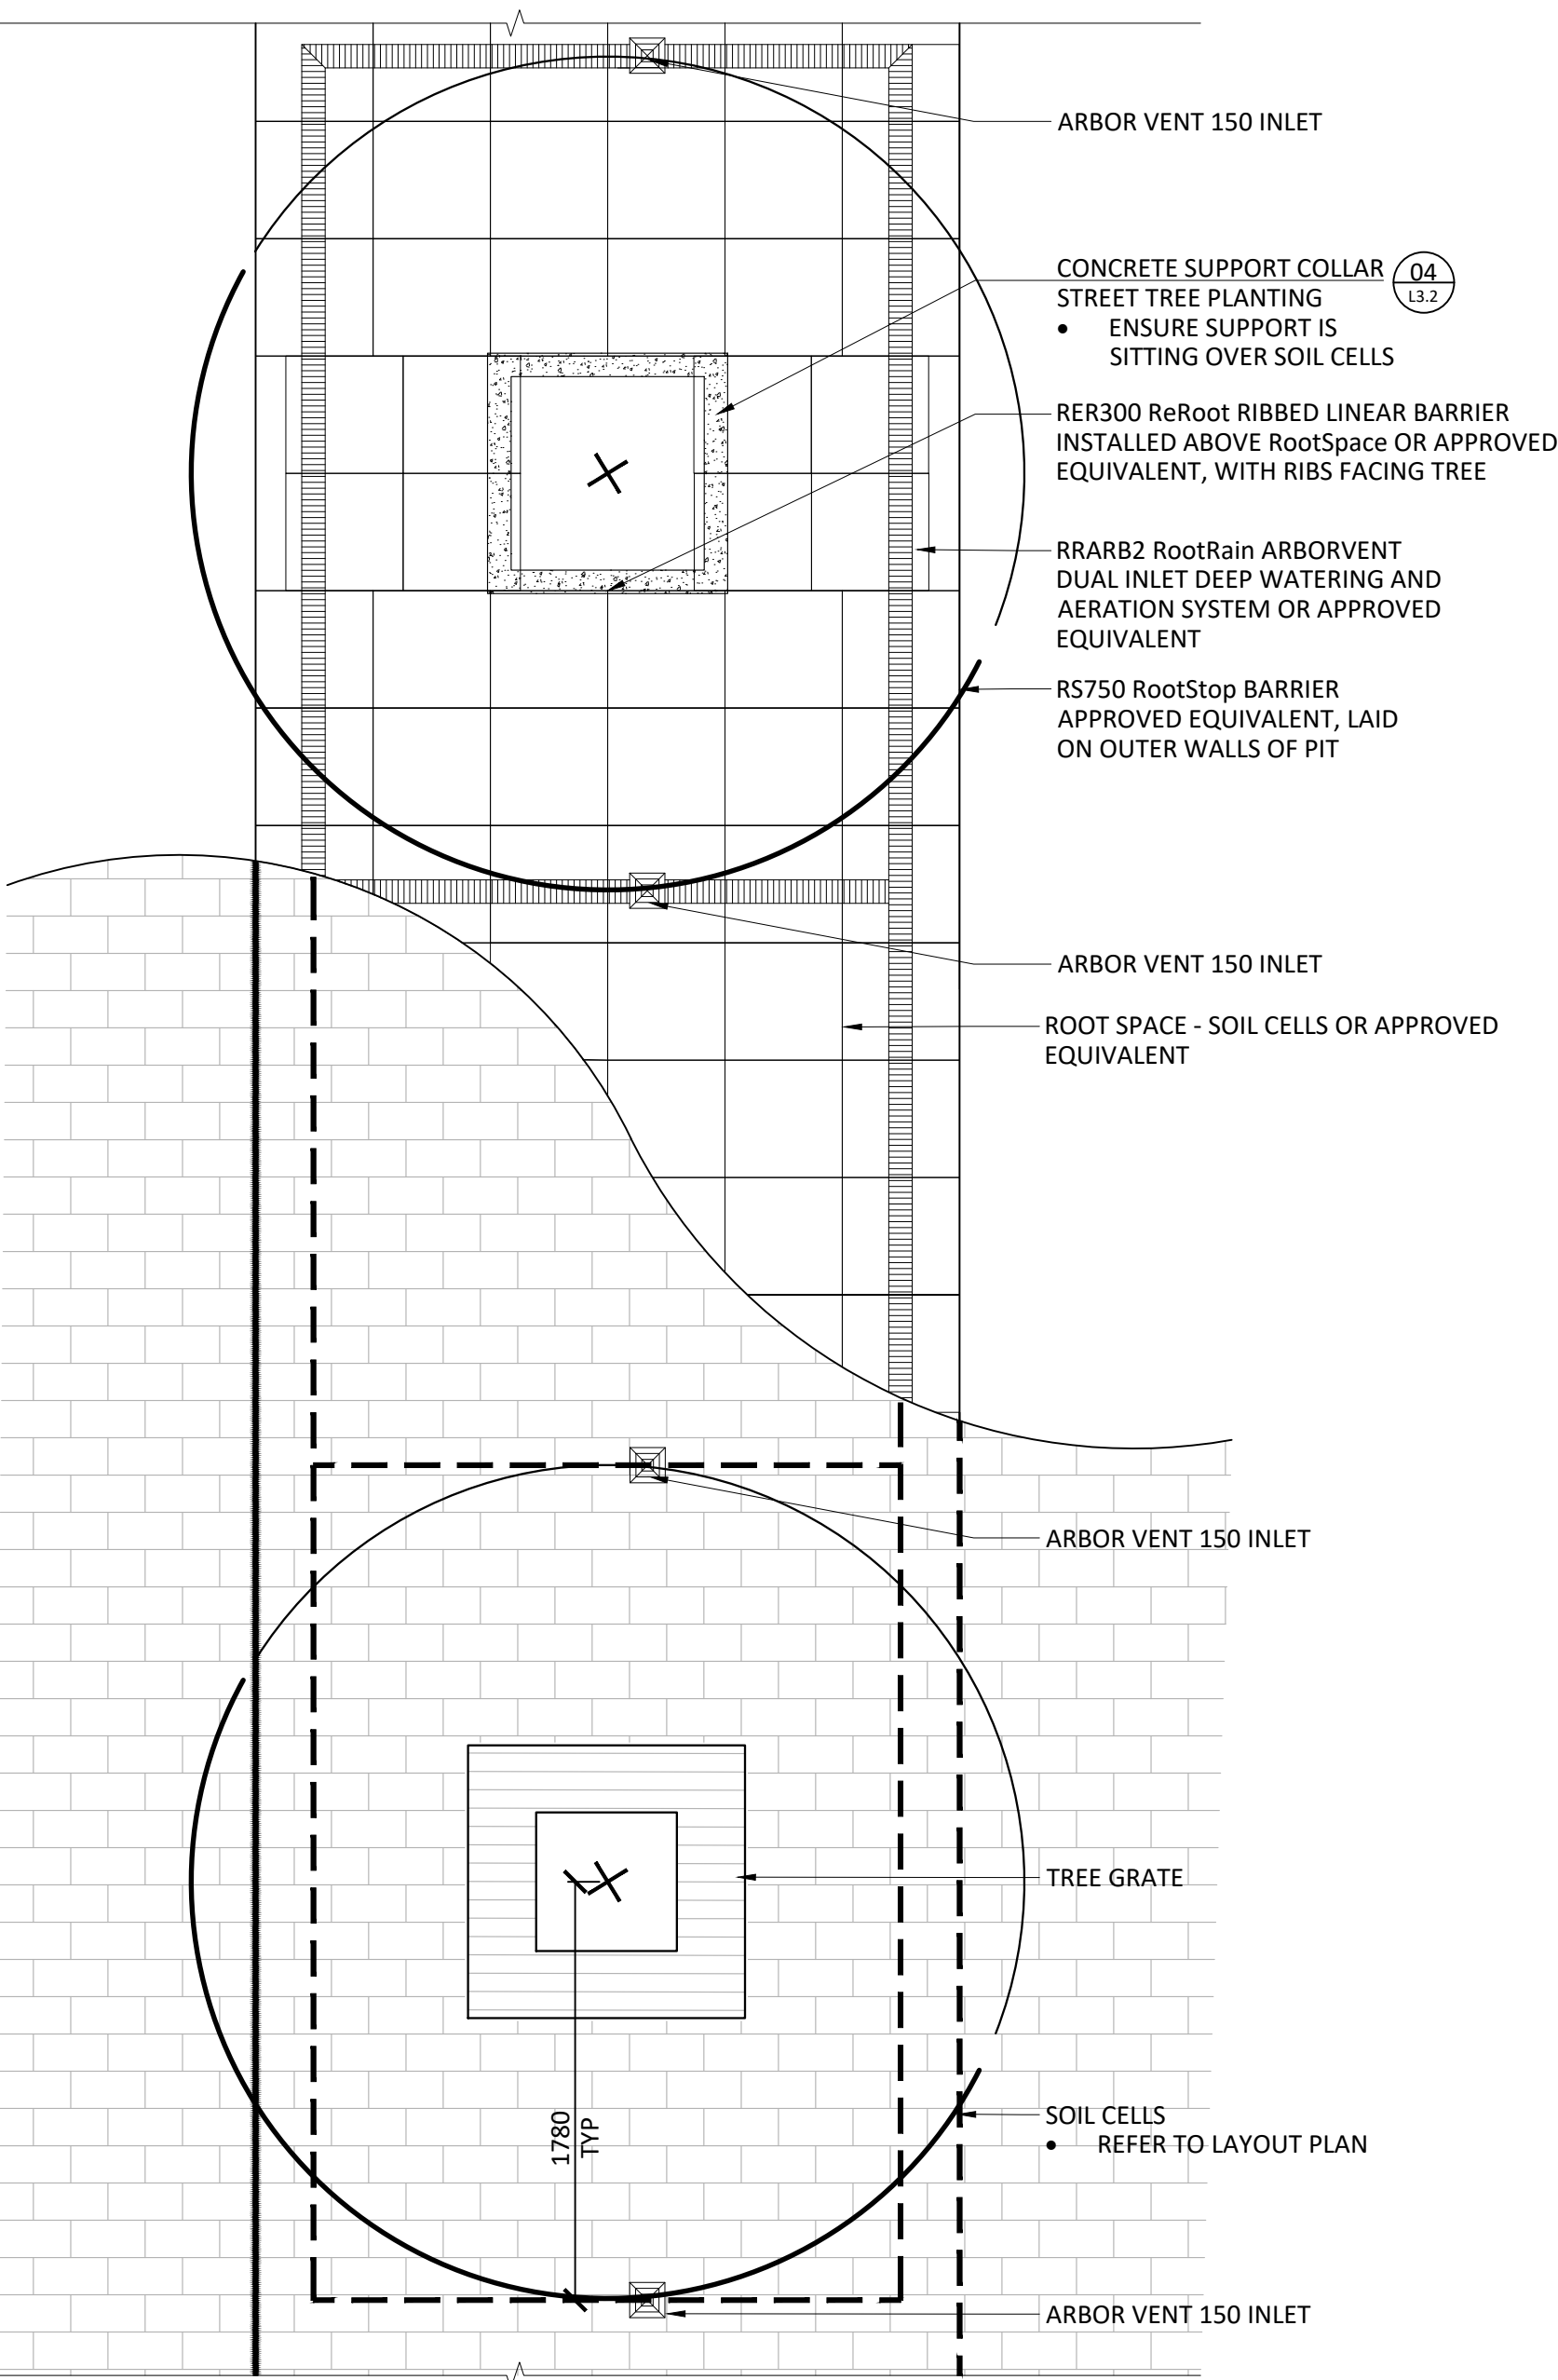 ARBOR VENT 150 INLET
CONCRETE SUPPORT COLLAR
04
L3.2
STREET TREE PLANTING
• ENSURE SUPPORT IS
SITTING OVER SOIL CELLS
RER300 ReRoot RIBBED LINEAR BARRIER
INSTALLED ABOVE RootSpace OR APPROVED
EQUIVALENT, WITH RIBS FACING TREE
RRARB2 RootRain ARBORVENT
DUAL INLET DEEP WATERING AND
AERATION SYSTEM OR APPROVED
EQUIVALENT
RS750 RootStop BARRIER
APPROVED EQUIVALENT, LAID
ON OUTER WALLS OF PIT
ARBOR VENT 150 INLET
ROOT SPACE - SOIL CELLS OR APPROVED
EQUIVALENT
ARBOR VENT 150 INLET
TREE GRATE
1780
TYP
SOIL CELLS
• REFER TO LAYOUT PLAN
ARBOR VENT 150 INLET